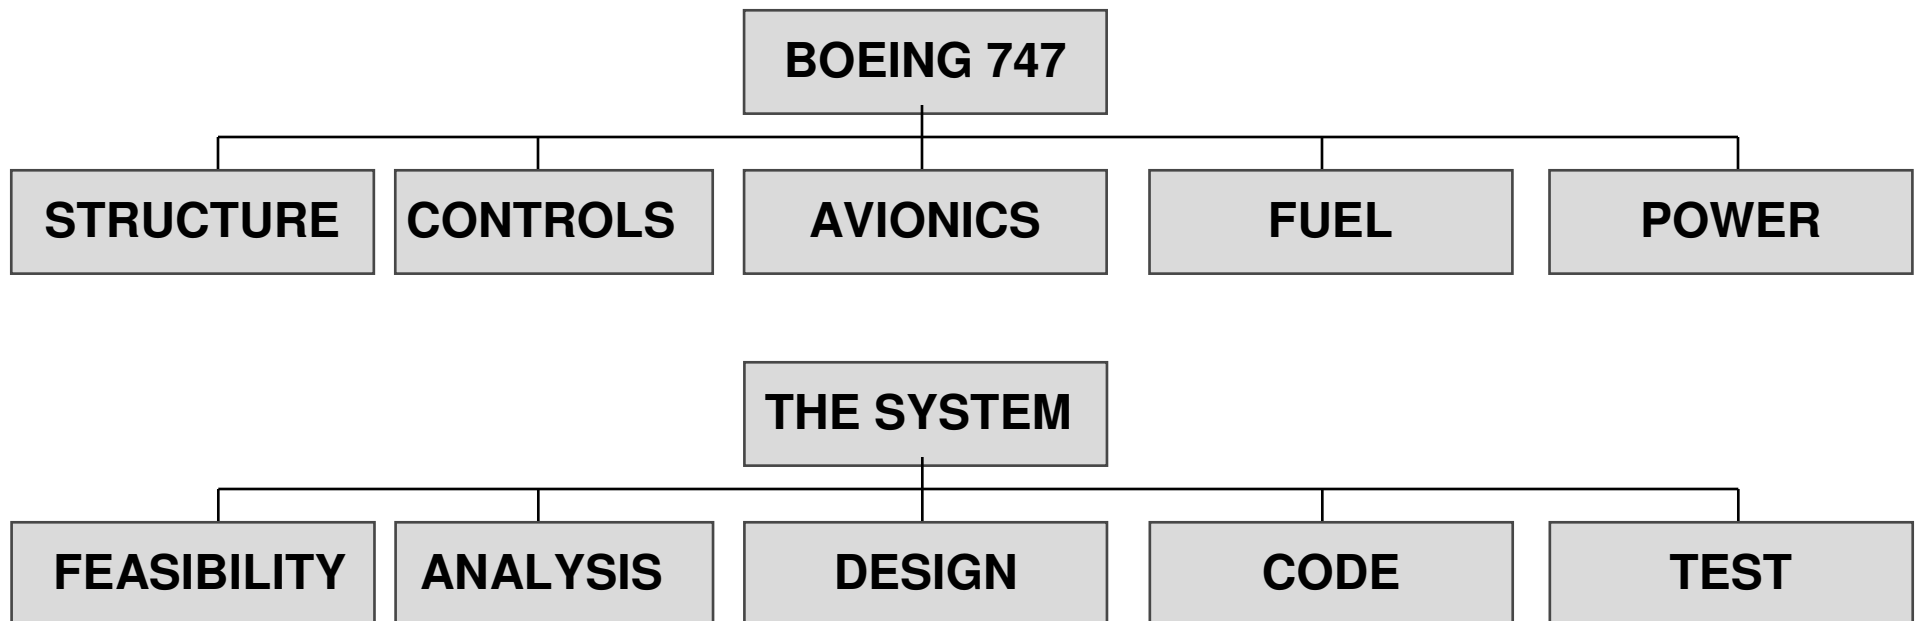 BOEING 747
STRUCTURE
CONTROLS
AVIONICS
FUEL
POWER
THE SYSTEM
FEASIBILITY
ANALYSIS
DESIGN
CODE
TEST